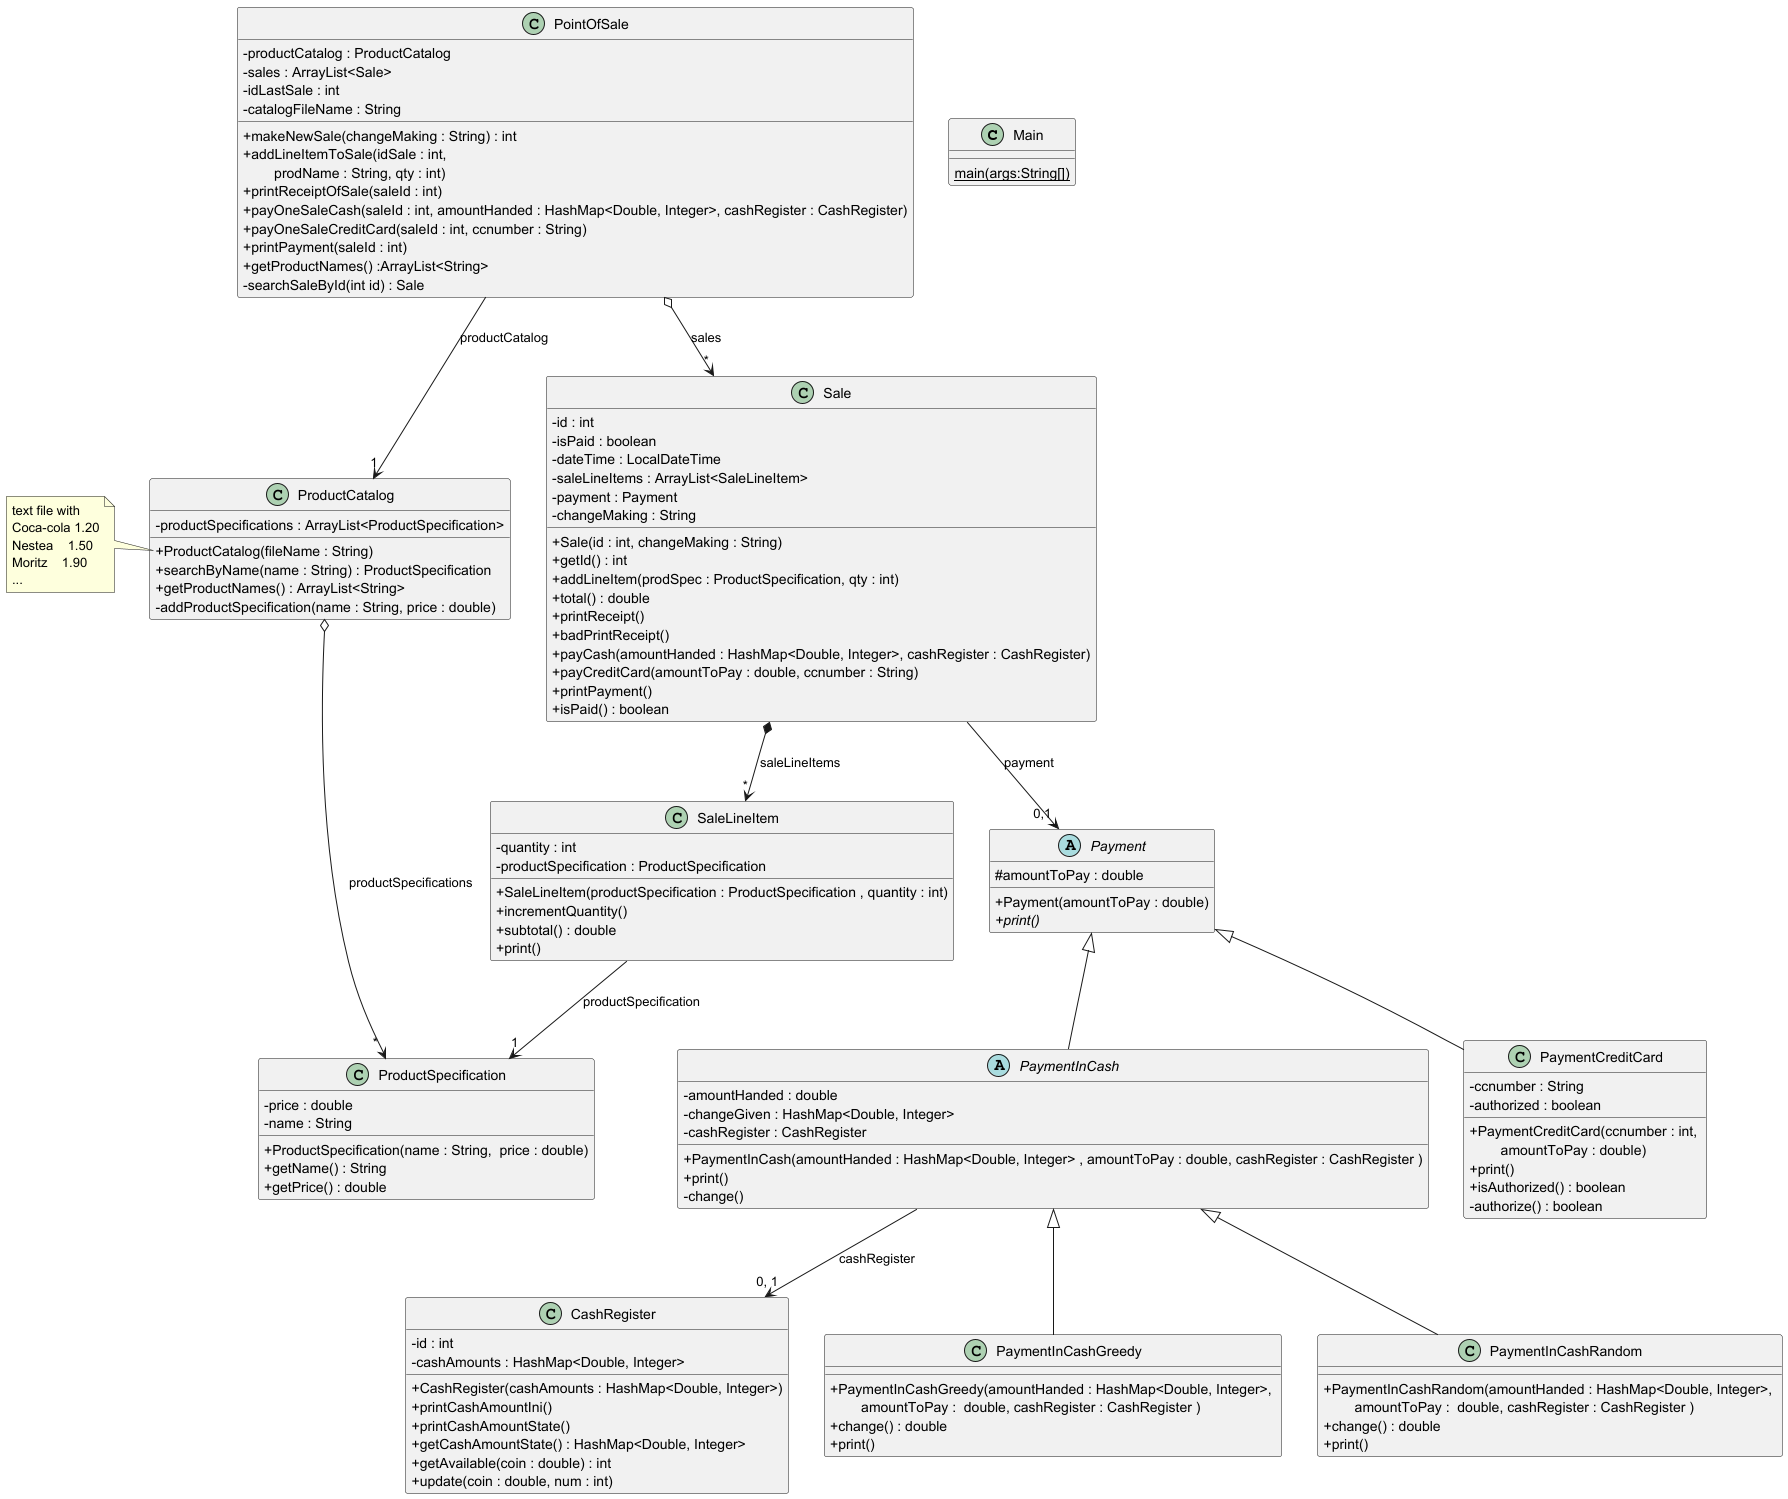 C PointOfSale
-productCatalog : ProductCatalog
-sales : ArrayList<Sale>
-idLastSale : int
-catalogFileName : String
+makeNewSale(changeMaking : String) : int
+addLineItemToSale(idSale : int,
prodName : String, qty : int)
+printReceiptOfSale(saleId : int)
+payOneSaleCash(saleId : int, amountHanded : HashMap<Double, Integer>, cashRegister : CashRegister)
+payOneSaleCreditCard(saleId : int, ccnumber : String)
+printPayment(saleId : int)
+getProductNames() :ArrayList<String>
-searchSaleById(int id) : Sale
C Main
main(args:String[])
productCatalog
1
sales
*
C Sale
-id : int
-isPaid : boolean
-dateTime : LocalDateTime
-saleLineItems : ArrayList<SaleLineItem>
-payment : Payment
-changeMaking : String
+Sale(id : int, changeMaking : String)
+getId() : int
+addLineItem(prodSpec : ProductSpecification, qty : int)
+total() : double
+printReceipt()
+badPrintReceipt()
+payCash(amountHanded : HashMap<Double, Integer>, cashRegister : CashRegister)
+payCreditCard(amountToPay : double, ccnumber : String)
+printPayment()
+isPaid() : boolean
text file with
Coca-cola 1.20
Nestea 1.50
Moritz 1.90
...
C ProductCatalog
-productSpecifications : ArrayList<ProductSpecification>
+ProductCatalog(fileName : String)
+searchByName(name : String) : ProductSpecification
+getProductNames() : ArrayList<String>
-addProductSpecification(name : String, price : double)
saleLineItems
*
payment
0,1
C SaleLineItem
-quantity : int
-productSpecification : ProductSpecification
+SaleLineItem(productSpecification : ProductSpecification , quantity : int)
+incrementQuantity()
+subtotal() : double
+print()
A Payment
#amountToPay : double
+Payment(amountToPay : double)
+print()
productSpecifications
*
productSpecification
1
C ProductSpecification
-price : double
-name : String
+ProductSpecification(name : String, price : double)
+getName() : String
+getPrice() : double
A PaymentInCash
-amountHanded : double
-changeGiven : HashMap<Double, Integer>
-cashRegister : CashRegister
+PaymentInCash(amountHanded : HashMap<Double, Integer> , amountToPay : double, cashRegister : CashRegister )
+print()
-change()
C PaymentCreditCard
-ccnumber : String
-authorized : boolean
+PaymentCreditCard(ccnumber : int,
amountToPay : double)
+print()
+isAuthorized() : boolean
-authorize() : boolean
cashRegister
0, 1
C CashRegister
-id : int
-cashAmounts : HashMap<Double, Integer>
+CashRegister(cashAmounts : HashMap<Double, Integer>)
+printCashAmountIni()
+printCashAmountState()
+getCashAmountState() : HashMap<Double, Integer>
+getAvailable(coin : double) : int
+update(coin : double, num : int)
C PaymentInCashGreedy
+PaymentInCashGreedy(amountHanded : HashMap<Double, Integer>,
amountToPay : double, cashRegister : CashRegister )
+change() : double
+print()
C PaymentInCashRandom
+PaymentInCashRandom(amountHanded : HashMap<Double, Integer>,
amountToPay : double, cashRegister : CashRegister )
+change() : double
+print()